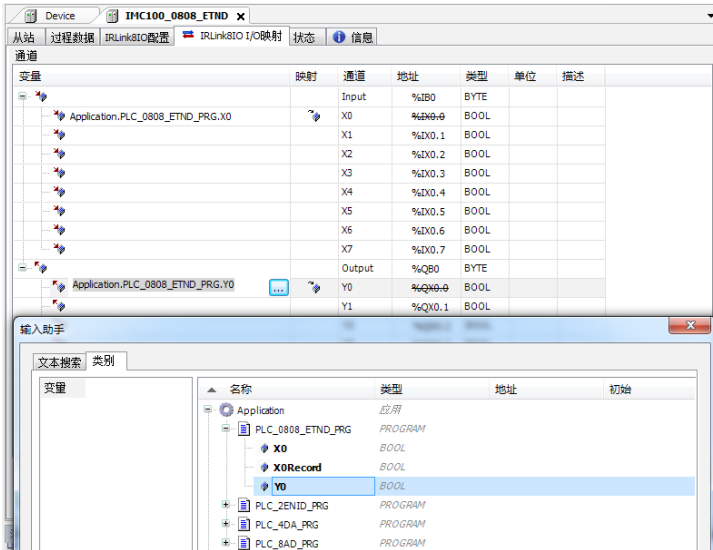 Device IMC100_0808_ETND x
从站 过程数据 IRLink8IO配置 IRLink8IO I/O映射 状态 信息
通道
变量 映射 通道 地址 类型 单位 描述
Input %IB0 BYTE
Application.PLC_0808_ETND_PRG.X0 X0 %IX0.0 BOOL
X1 %IX0.1 BOOL
X2 %IX0.2 BOOL
X3 %IX0.3 BOOL
X4 %IX0.4 BOOL
X5 %IX0.5 BOOL
X6 %IX0.6 BOOL
X7 %IX0.7 BOOL
Output %QB0 BYTE
Application.PLC_0808_ETND_PRG.Y0 ... Y0 %QX0.0 BOOL
Y1 %QX0.1 BOOL
输入助手
文本搜索 类别
变量 名称 类型 地址 初始
Application 应用
PLC_0808_ETND_PRG PROGRAM
X0 BOOL
X0Record BOOL
Y0 BOOL
PLC_2ENID_PRG PROGRAM
PLC_4DA_PRG PROGRAM
PLC_8AD_PRG PROGRAM